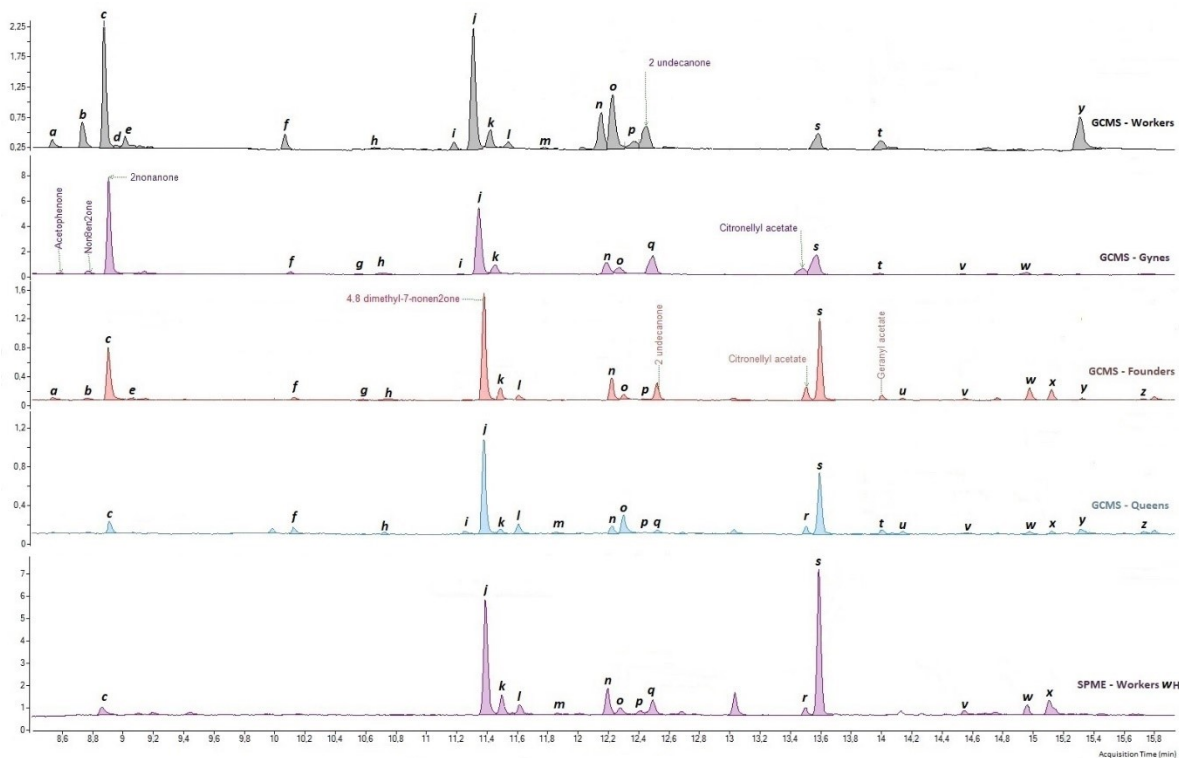 c
j
2,25
1,75
1,25
0,75
0,25
2 undecanone
a b d e f h i k l m n o p s t y
GCMS - Workers
8
6
4
2
0
Acetophenone
NonBen2one
2nonanone
f g h i j k n o q
Citronellyl acetate
s t v w
GCMS - Gynes
1,6
1,2
0,8
0,4
0
4.8 dimethyl-7-nonen2one
a b c e f g h k l n o p
2 undecanone
Citronellyl acetate
s
Geranyl acetate
u v w x y z
GCMS - Founders
1,2
0,8
0,4
0
c f h i j k l m n o p q r s t u v w x y z
GCMS - Queens
7
6
5
4
3
2
1
0
c j k l m n o p q r s v w x
SPME - Workers WH
8,6 8,8 9 9,2 9,4 9,6 9,8 10 10,2 10,4 10,6 10,8 11 11,2 11,4 11,6 11,8 12 12,2 12,4 12,6 12,8 13 13,2 13,4 13,6 13,8 14 14,2 14,4 14,6 14,8 15 15,2 15,4 15,6 15,8
Acquisition Time (min)